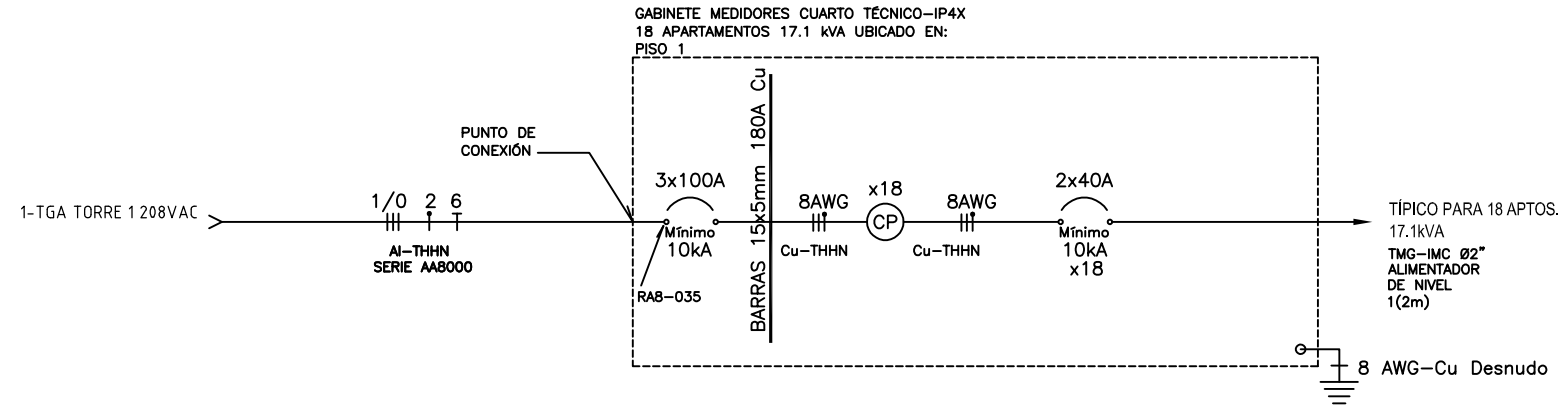 GABINETE MEDIDORES CUARTO TÉCNICO-IP4X
18 APARTAMENTOS 17.1 kVA UBICADO EN:
PISO 1
PUNTO DE
CONEXIÓN
1-TGA TORRE 1 208VAC
1/0 2 6
Al-THHN
SERIE AA8000
3x100A
Mínimo
10kA
RA8-035
BARRAS 15x5mm 180A Cu
8AWG
Cu-THHN
x18
CP
8AWG
Cu-THHN
2x40A
Mínimo
10kA
x18
TÍPICO PARA 18 APTOS.
17.1kVA
TMG-IMC Ø2"
ALIMENTADOR
DE NIVEL
1(2m)
8 AWG-Cu Desnudo